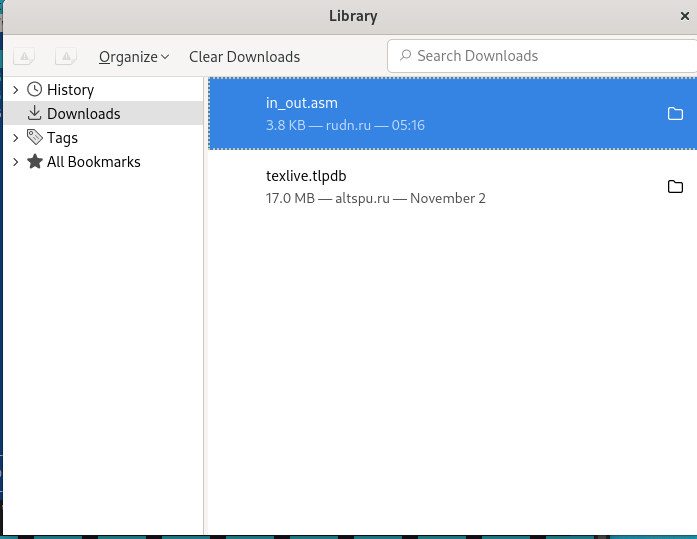 Library
Organize
Clear Downloads
Search Downloads
History
Downloads
Tags
All Bookmarks
in_out.asm
3.8 KB — rudn.ru — 05:16
texlive.tlpdb
17.0 MB — altspu.ru — November 2